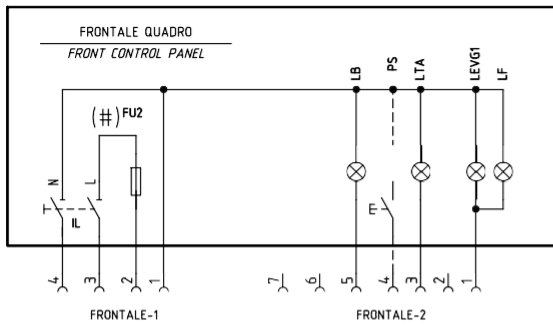 FRONTALE QUADRO
FRONT CONTROL PANEL
LB
PS
LTA
LEVG1
LF
(#) FU2
N
L
IL
4
3
2
1
7
6
5
4
3
2
1
FRONTALE-1
FRONTALE-2